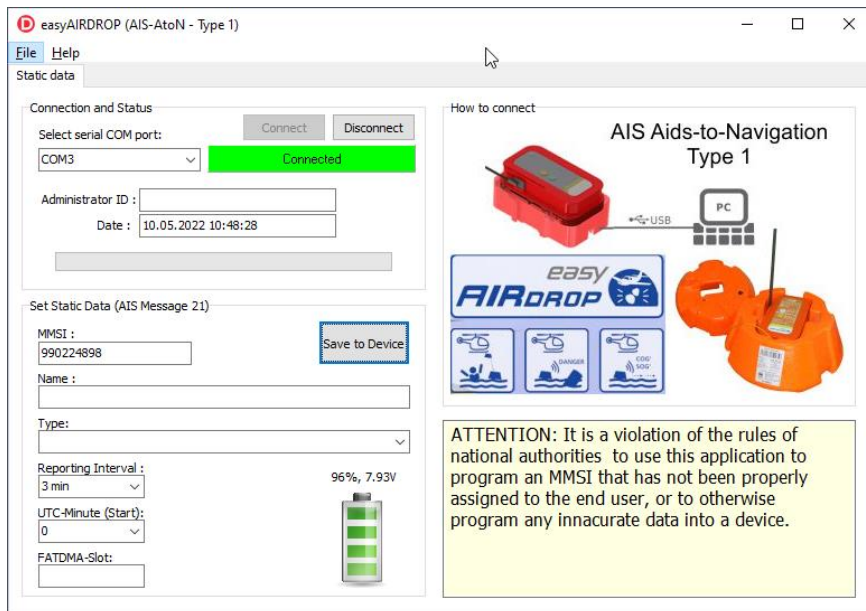 easyAIRDROP (AIS-AtoN - Type 1)
File Help
Static data
Connection and Status
Select serial COM port:
Connect
Disconnect
COM3
Connected
Administrator ID :
Date : 10.05.2022 10:48:28
Set Static Data (AIS Message 21)
MMSI :
990224898
Save to Device
Name :
Type:
Reporting Interval :
3 min
96%, 7.93V
UTC-Minute (Start):
0
FATDMA-Slot:
How to connect
AIS Aids-to-Navigation
Type 1
USB
PC
easy
AIRDROP
DANGER
COG'
SOG'
ATTENTION: It is a violation of the rules of
national authorities to use this application to
program an MMSI that has not been properly
assigned to the end user, or to otherwise
program any innacurate data into a device.